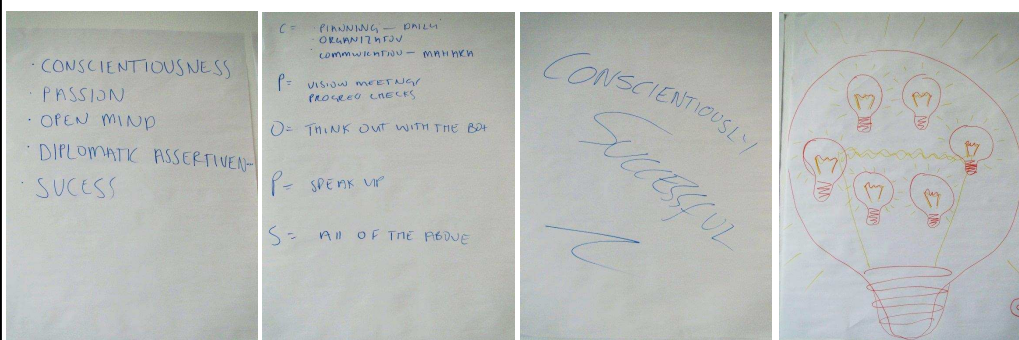 · CONSCIENTIOUSNESS
· PASSION
· OPEN MIND
· DIPLOMATIC ASSERTIVEN
· SUCESS
C = PLANNING — DAILY
· ORGANIZATION
· COMMUNICATION —
P = VISION MEETINGS
PROGRESS CHECKS
O = THINK OUT WITH THE BOX
P = SPEAK UP
S = All OF THE ABOVE
CONSCIENTIOUSLY
SUCCESSFUL